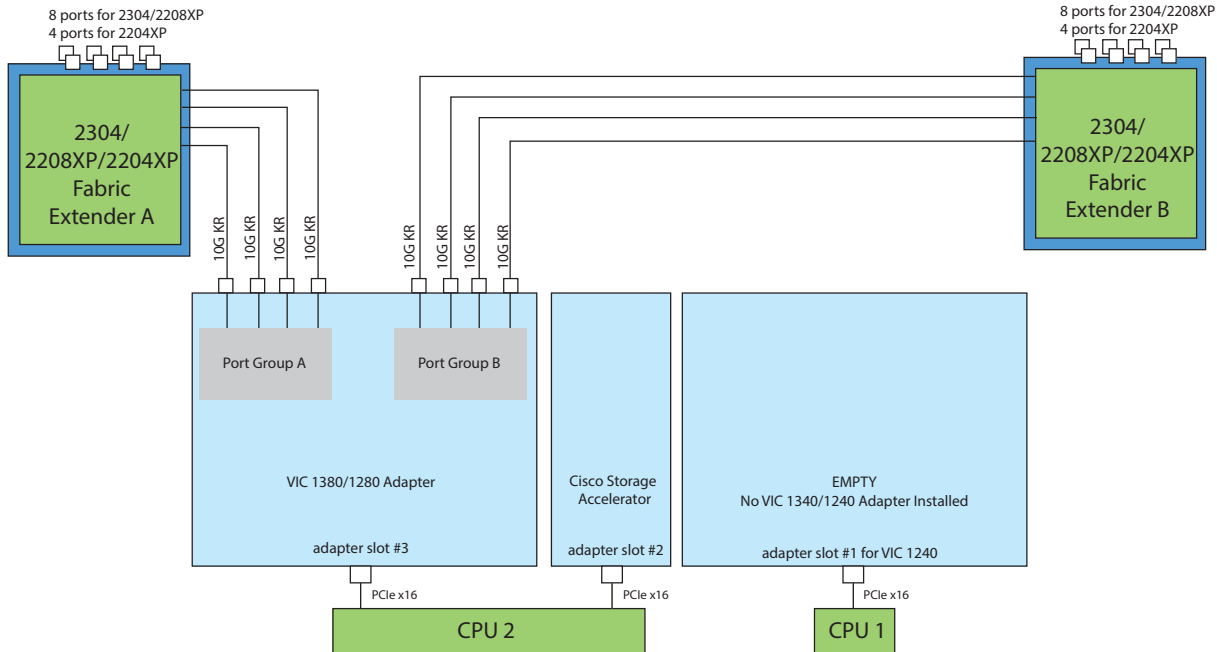 8 ports for 2304/2208XP
4 ports for 2204XP
8 ports for 2304/2208XP
4 ports for 2204XP
2304/
2208XP/2204XP
Fabric
Extender A
2304/
2208XP/2204XP
Fabric
Extender B
10G KR
10G KR
10G KR
10G KR
10G KR
10G KR
10G KR
10G KR
Port Group A
Port Group B
VIC 1380/1280 Adapter
Cisco Storage
Accelerator
EMPTY
No VIC 1340/1240 Adapter Installed
adapter slot #3
adapter slot #2
adapter slot #1 for VIC 1240
PCIe x16
PCIe x16
PCIe x16
CPU 2
CPU 1